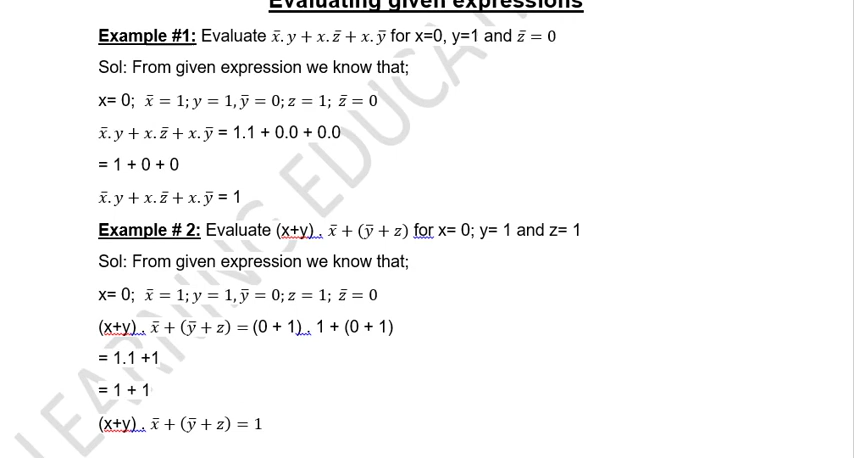 Evaluating given expressions
Example #1: Evaluate x̄. y + x. z̄ + x. ȳ for x=0, y=1 and z̄ = 0
Sol: From given expression we know that;
x= 0; x̄ = 1; y = 1, ȳ = 0; z = 1; z̄ = 0
x̄. y + x. z̄ + x. ȳ = 1.1 + 0.0 + 0.0
= 1 + 0 + 0
x̄. y + x. z̄ + x. ȳ = 1
Example # 2: Evaluate (x+y) . x̄ + (ȳ + z) for x= 0; y= 1 and z= 1
Sol: From given expression we know that;
x= 0; x̄ = 1; y = 1, ȳ = 0; z = 1; z̄ = 0
(x+y) . x̄ + (ȳ + z) = (0 + 1) . 1 + (0 + 1)
= 1.1 +1
= 1 + 1
(x+y) . x̄ + (ȳ + z) = 1
LEARNING EDUCA